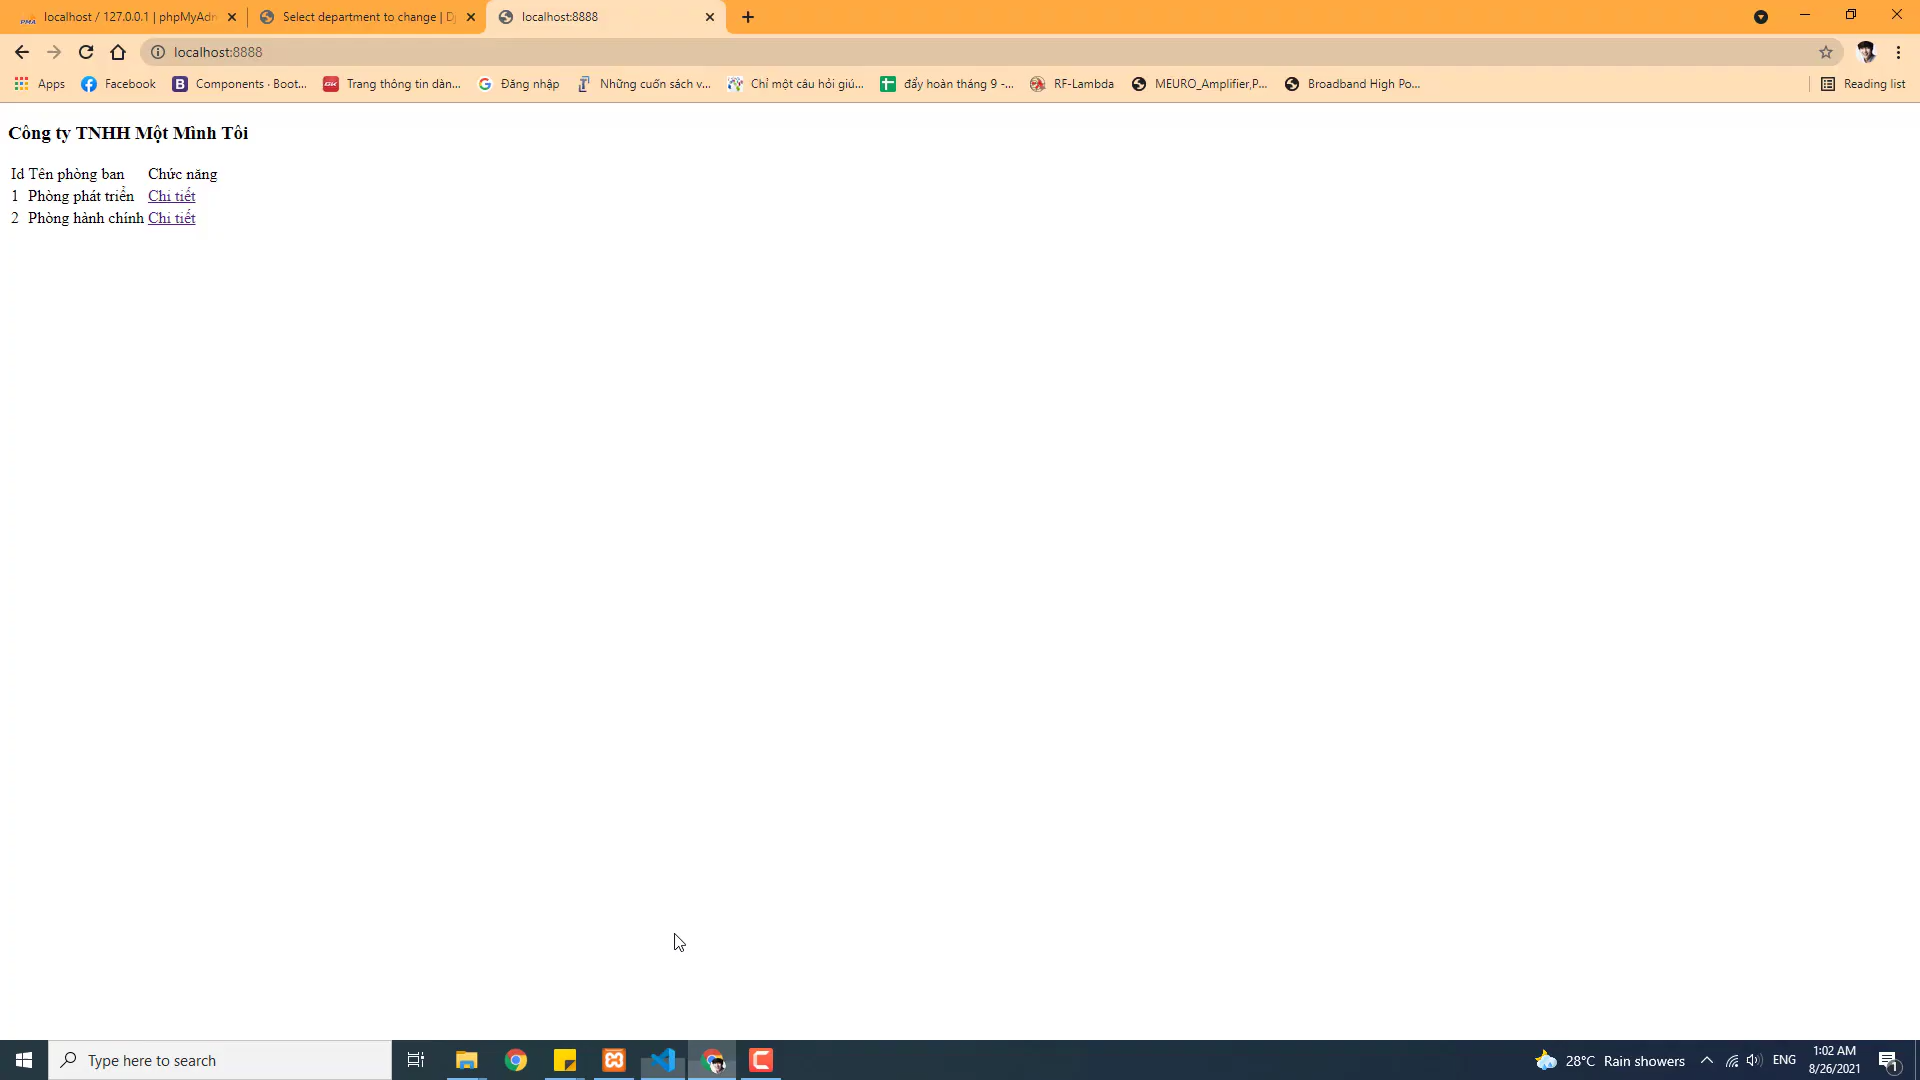 localhost / 127.0.0.1 | phpMyAdn
Select department to change | Dj
localhost:8888
localhost:8888
Apps
Facebook
Components · Boot...
Trang thông tin dàn...
Đăng nhập
Những cuốn sách v...
Chỉ một câu hỏi giú...
đẩy hoàn tháng 9 -...
RF-Lambda
MEURO_Amplifier,P...
Broadband High Po...
Reading list
Công ty TNHH Một Mình Tôi
Id Tên phòng ban Chức năng
1 Phòng phát triển Chi tiết
2 Phòng hành chính Chi tiết
Type here to search
28°C Rain showers
ENG
1:02 AM
8/26/2021
1